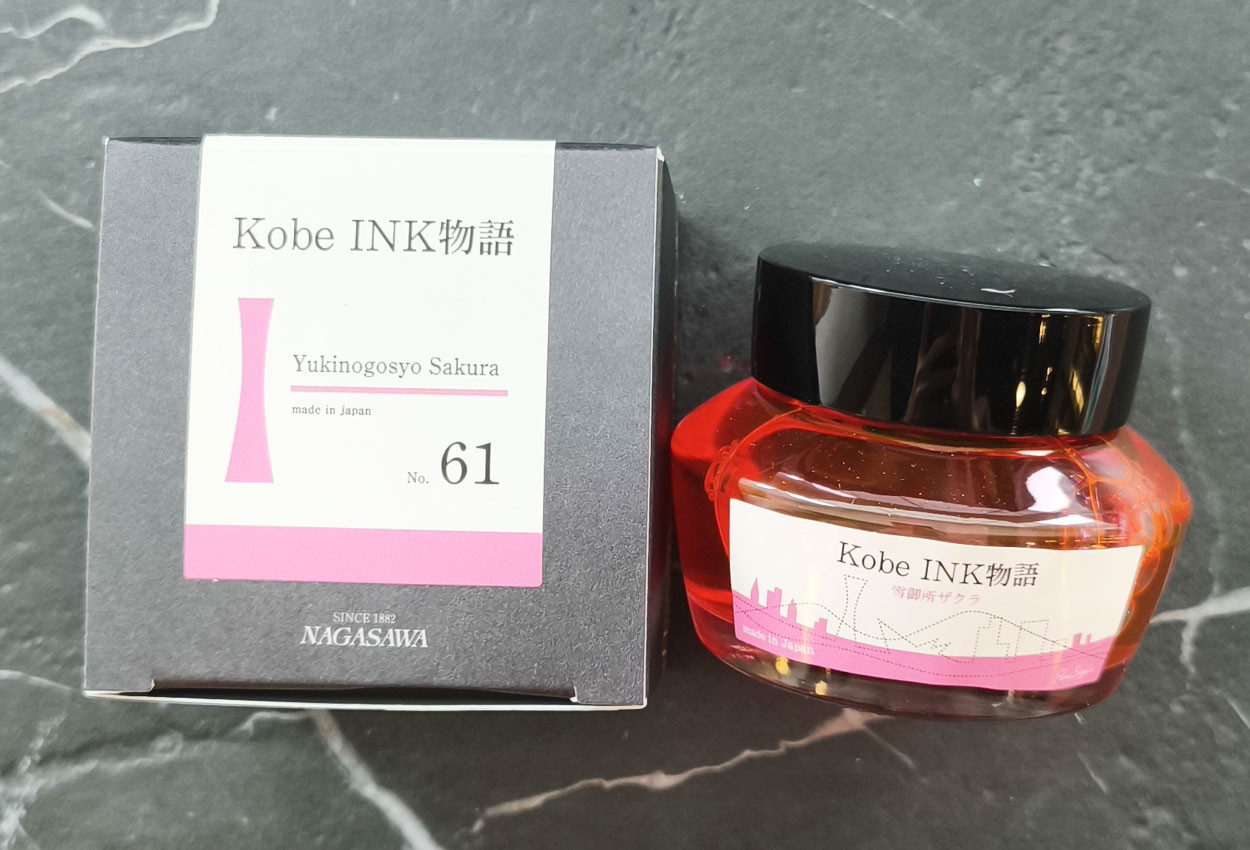 Kobe INK物語
Yukinogosyo Sakura
made in japan
No. 61
SINCE 1882
NAGASAWA
Kobe INK物語
雪御所ザクラ
made in Japan